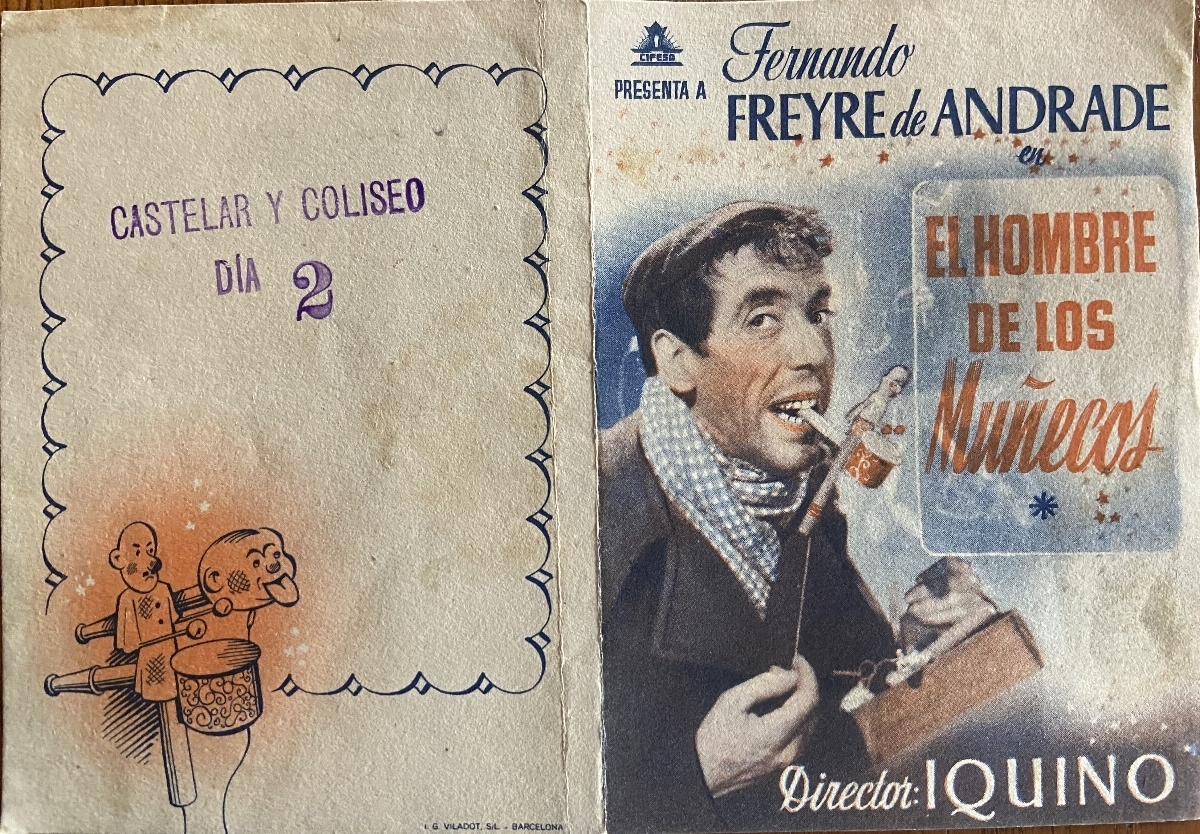 CASTELAR Y COLISEO
DÍA 2
I. G. VILADOT, S.L. - BARCELONA
CIFESA
PRESENTA A
Fernando
FREYRE de ANDRADE
en
EL HOMBRE
DE LOS
Muñecos
Director: IQUINO